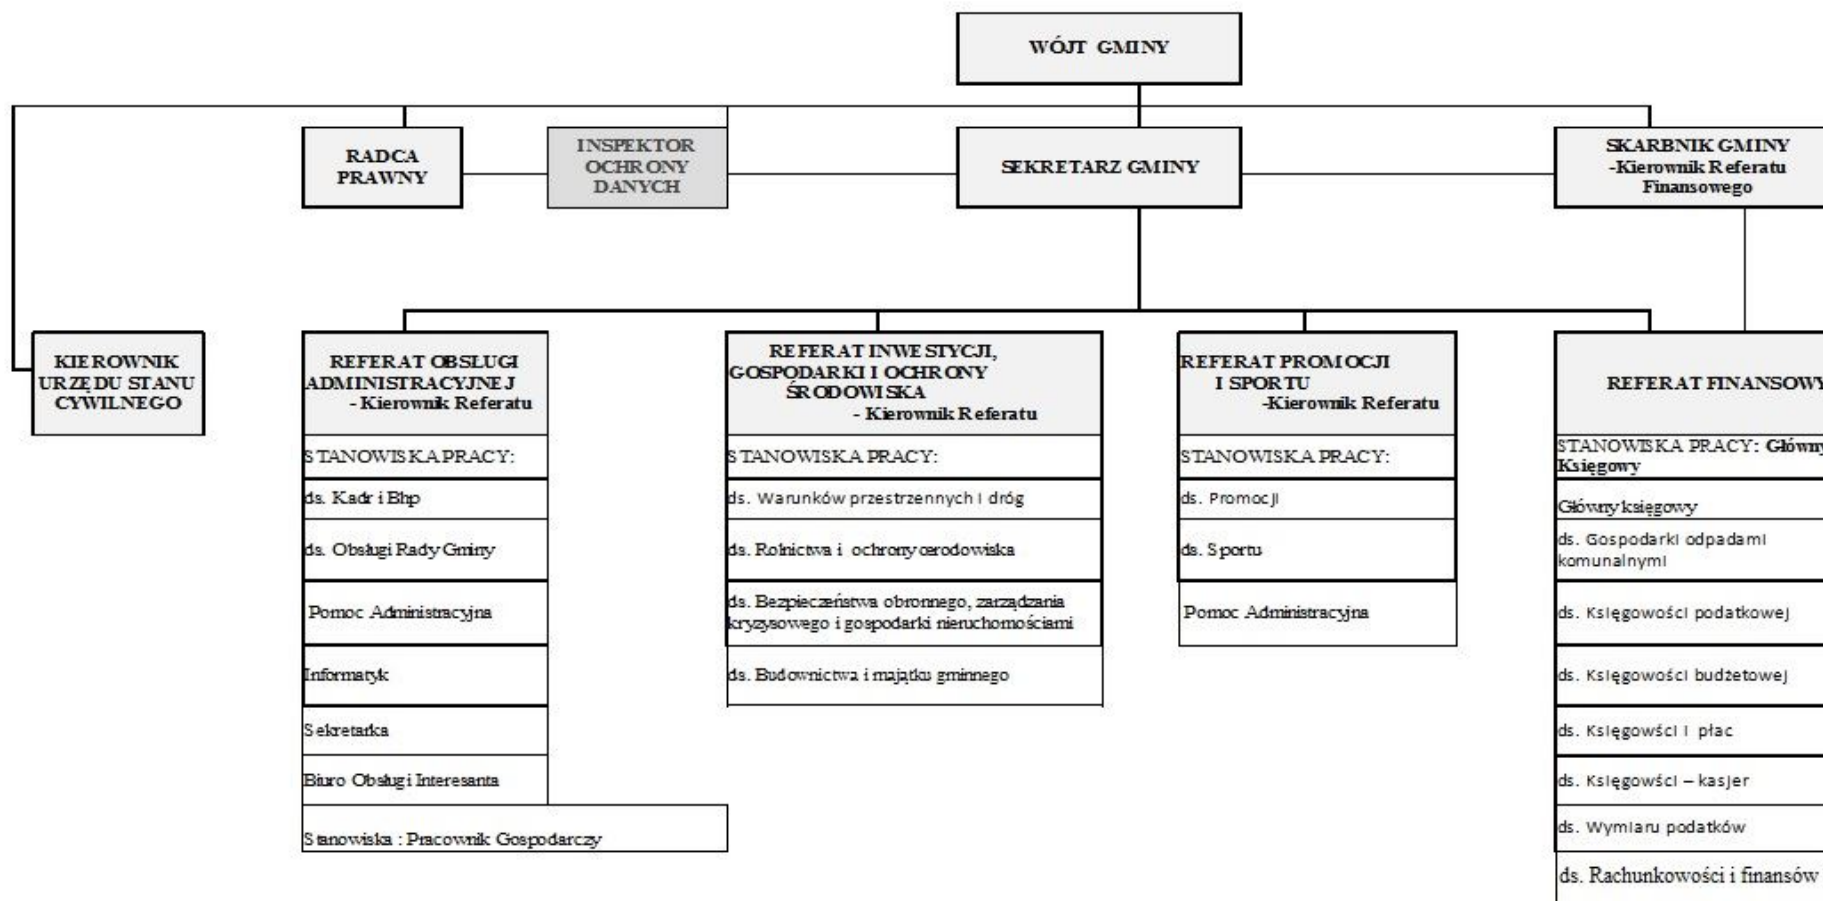 WÓJT GMINY
RADCA
PRAWNY
INSPEKTOR
OCHRONY
DANYCH
SEKRETARZ GMINY
SKARBNIK GMINY
-Kierownik Referatu
Finansowego
KIEROWNIK
URZĘDU STANU
CYWILNEGO
REFERAT OBSŁUGI
ADMINISTRACYJNEJ
- Kierownik Referatu
STANOWISKA PRACY:
ds. Kadr i Bhp
ds. Obsługi Rady Gminy
Pomoc Administracyjna
Informatyk
Sekretarka
Biuro Obsługi Interesanta
Stanowiska : Pracownik Gospodarczy
REFERAT INWESTYCJI,
GOSPODARKI I OCHRONY
ŚRODOWISKA
- Kierownik Referatu
STANOWISKA PRACY:
ds. Warunków przestrzennych i dróg
ds. Rolnictwa i ochrony osrodowiska
ds. Bezpieczeństwa obronnego, zarządzania
kryzysowego i gospodarki nieruchomościami
ds. Budownictwa i majątku gminnego
REFERAT PROMOCJI
I SPORTU
-Kierownik Referatu
STANOWISKA PRACY:
ds. Promocji
ds. Sportu
Pomoc Administracyjna
REFERAT FINANSOWY
STANOWISKA PRACY: Główny
Księgowy
Główny księgowy
ds. Gospodarki odpadami
komunalnymi
ds. Księgowości podatkowej
ds. Księgowości budżetowej
ds. Księgowści i płac
ds. Księgowści – kasjer
ds. Wymiaru podatków
ds. Rachunkowości i finansów